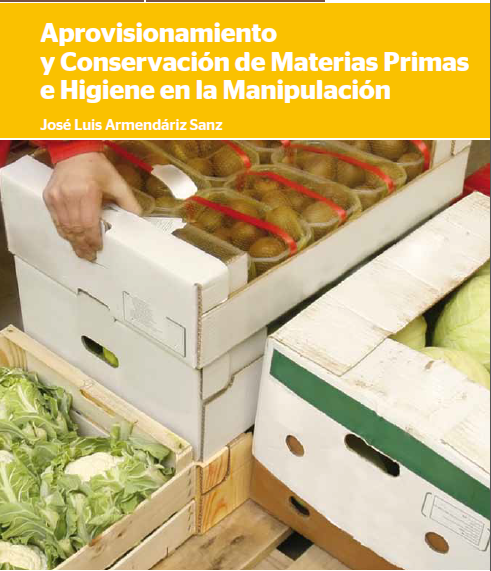 Aprovisionamiento
y Conservación de Materias Primas
e Higiene en la Manipulación
José Luis Armendáriz Sanz